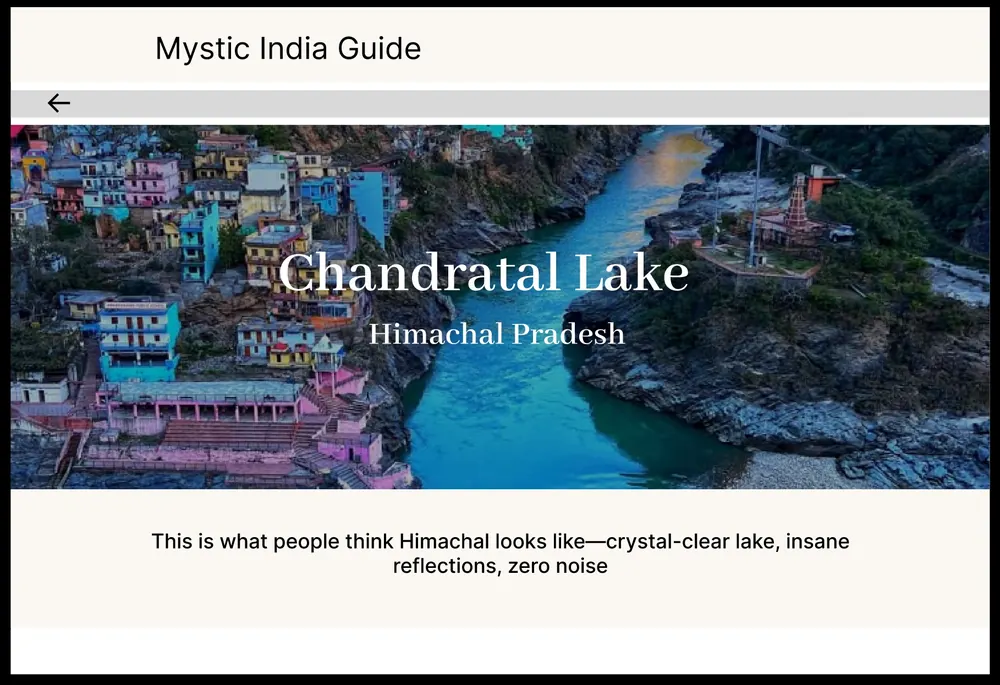 Mystic India Guide
Chandratal Lake
Himachal Pradesh
This is what people think Himachal looks like—crystal-clear lake, insane
reflections, zero noise